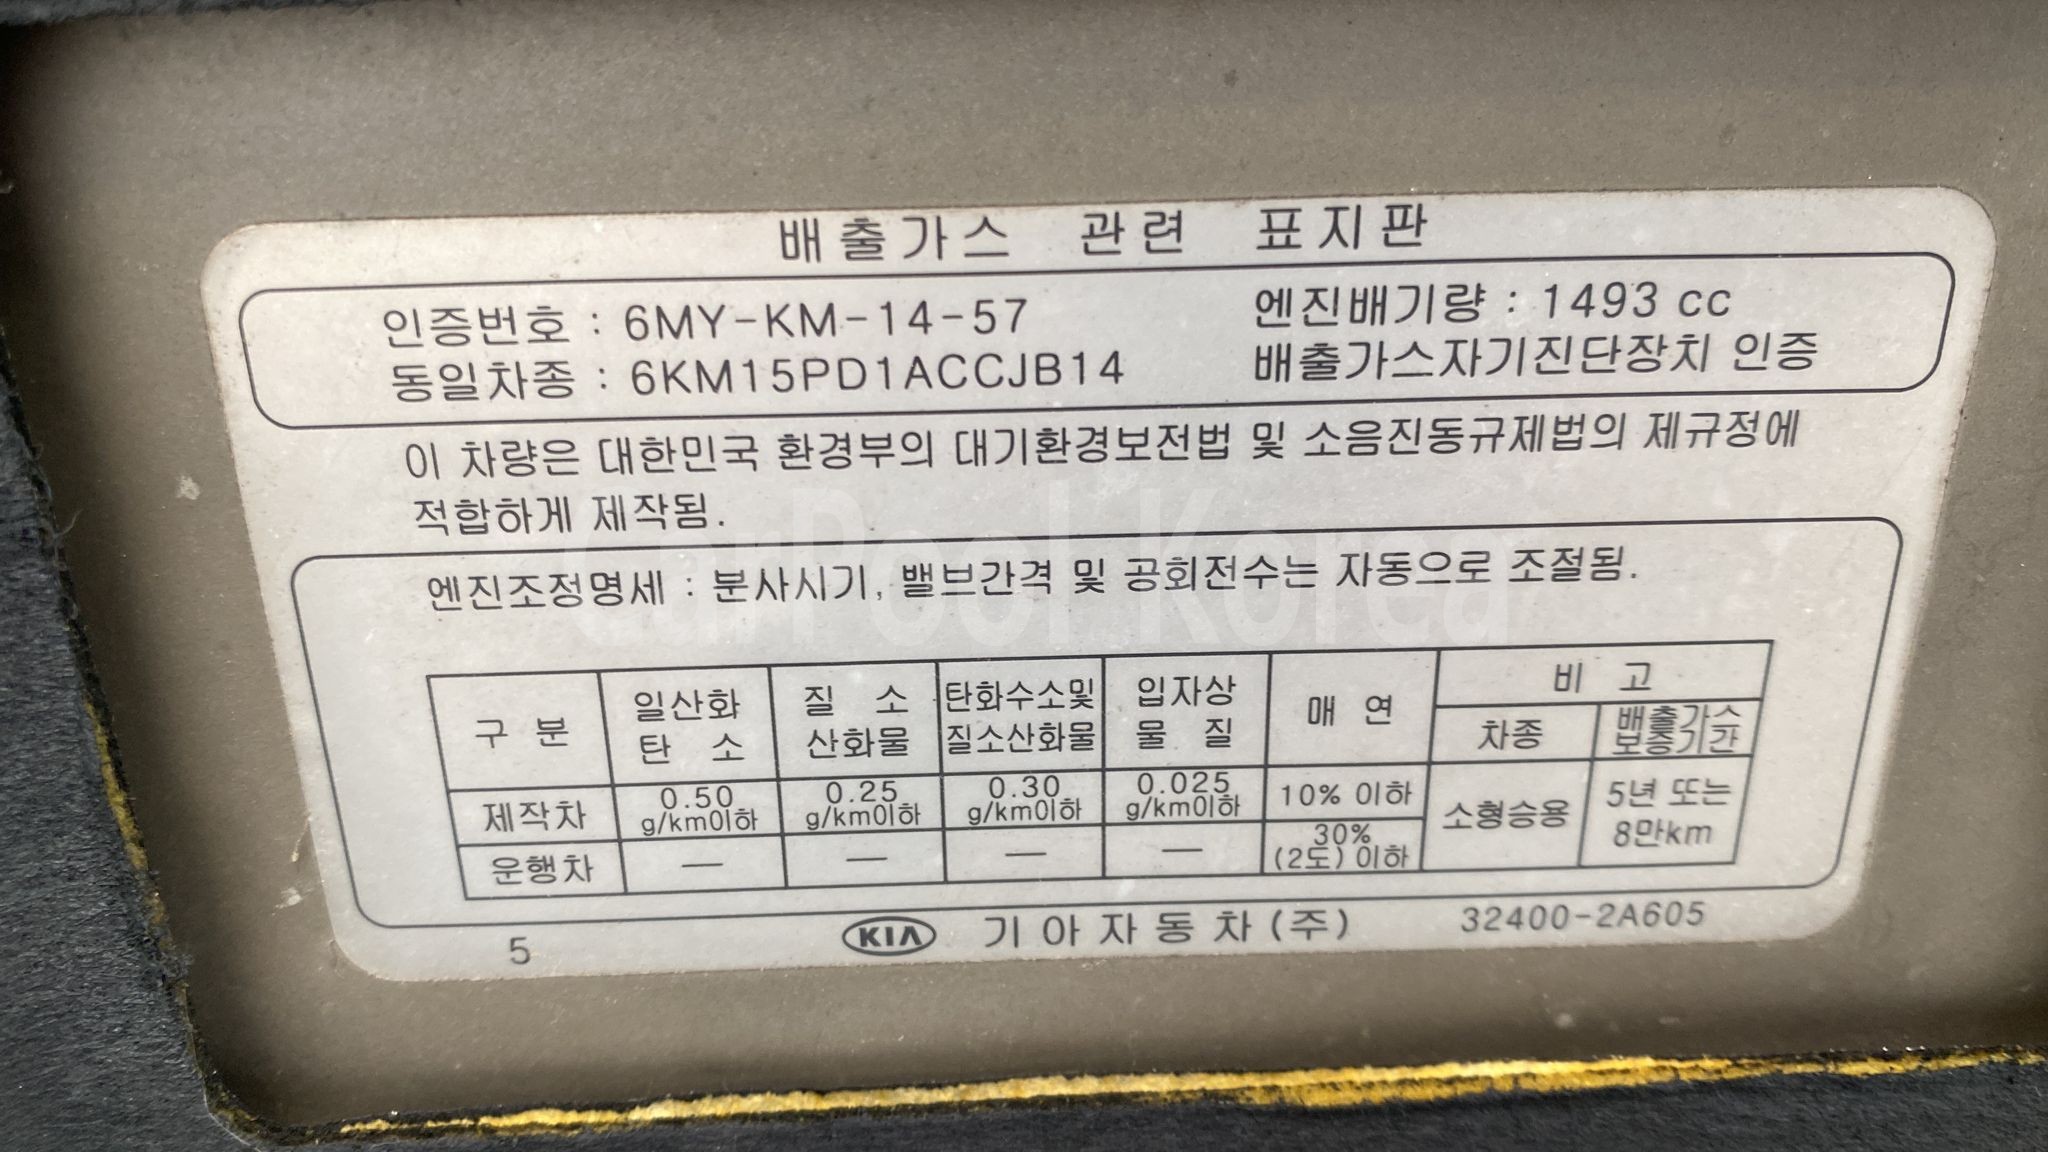 배출가스 관련 표지판
인증번호 : 6MY-KM-14-57 엔진배기량 : 1493 cc
동일차종 : 6KM15PD1ACCJB14 배출가스자기진단장치 인증
이 차량은 대한민국 환경부의 대기환경보전법 및 소음진동규제법의 제규정에
적합하게 제작됨.
CarPool Korea
엔진조정명세 : 분사시기, 밸브간격 및 공회전수는 자동으로 조절됨.
구 분 일산화 탄 소 질 소 산화물 탄화수소및 질소산화물 입자상 물 질 매 연 비 고
차종 배출가스 보증기간
제작차 0.50 g/km이하 0.25 g/km이하 0.30 g/km이하 0.025 g/km이하 10% 이하 소형승용 5년 또는 8만km
운행차 — — — — 30% (2도) 이하
5 KIA 기아자동차(주) 32400-2A605